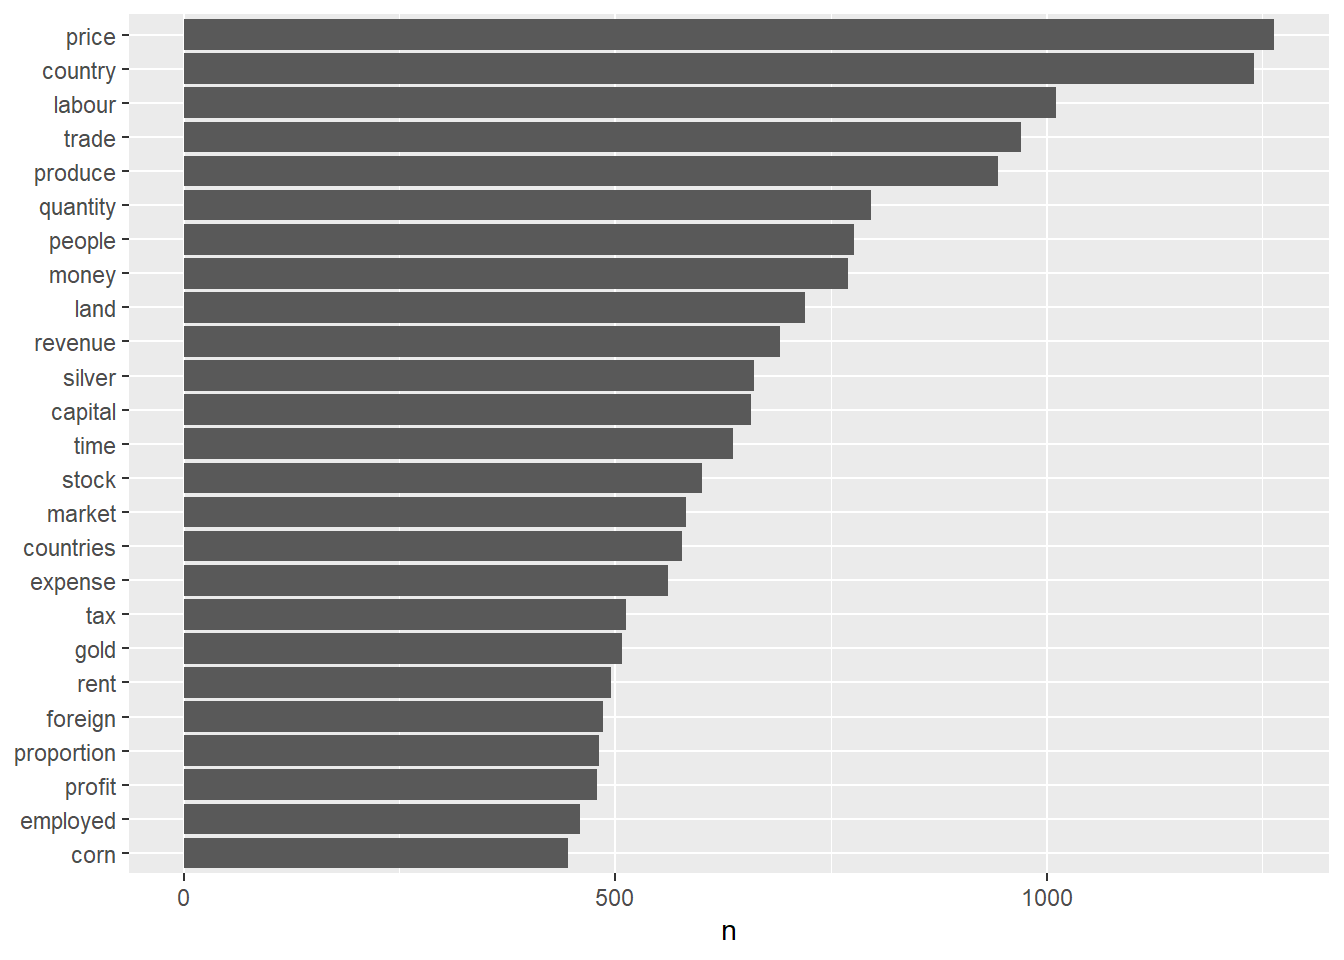 price
country
labour
trade
produce
quantity
people
money
land
revenue
silver
capital
time
stock
market
countries
expense
tax
gold
rent
foreign
proportion
profit
employed
corn
0 500 1000
n